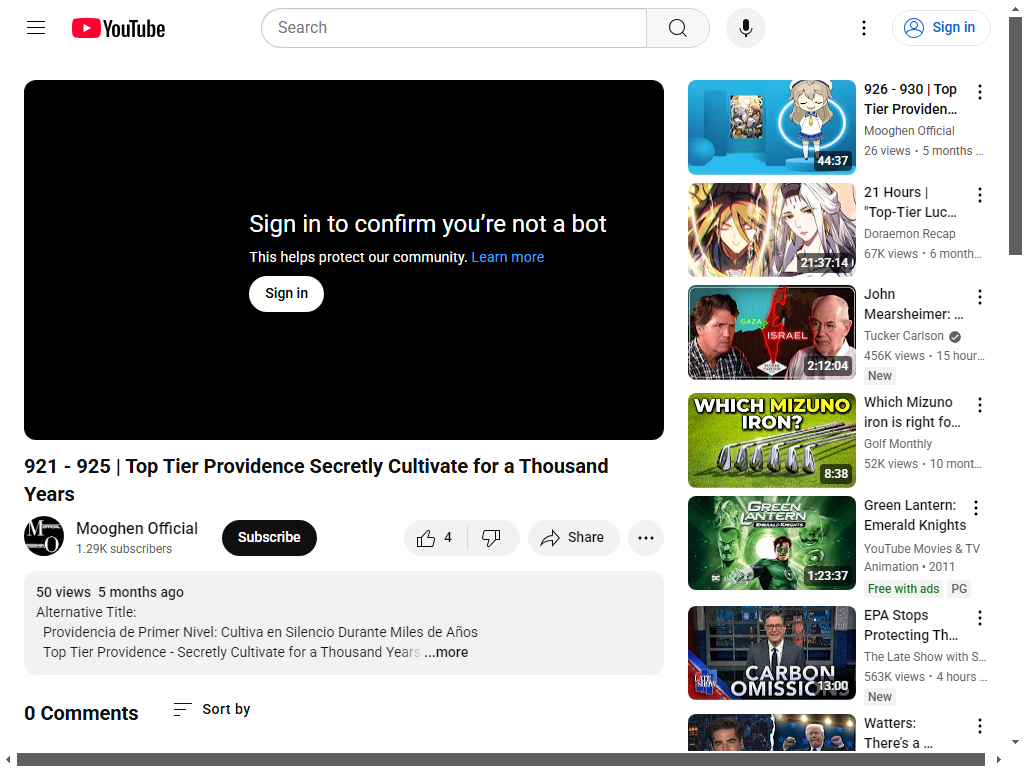 YouTube
Search
Sign in
Sign in to confirm you’re not a bot
This helps protect our community. Learn more
Sign in
921 - 925 | Top Tier Providence Secretly Cultivate for a Thousand
Years
Mooghen Official
1.29K subscribers
Subscribe
4
Share
50 views  5 months ago
Alternative Title:
Providencia de Primer Nivel: Cultiva en Silencio Durante Miles de Años
Top Tier Providence - Secretly Cultivate for a Thousand Years ...more
0 Comments
Sort by
44:37
926 - 930 | Top
Tier Providen...
Mooghen Official
26 views • 5 months ...
21:37:14
21 Hours |
"Top-Tier Luc...
Doraemon Recap
67K views • 6 month...
GAZA
ISRAEL
2:12:04
John
Mearsheimer: ...
Tucker Carlson
456K views • 15 hour...
New
WHICH MIZUNO
IRON?
8:38
Which Mizuno
iron is right fo...
Golf Monthly
52K views • 10 mont...
GREEN
LANTERN
EMERALD KNIGHTS
DC
1:23:37
Green Lantern:
Emerald Knights
YouTube Movies & TV
Animation • 2011
Free with ads
PG
LATE SHOW
CARBON
OMISSIONS
13:00
EPA Stops
Protecting Th...
The Late Show with S...
563K views • 4 hours ...
New
Watters:
There’s a ...